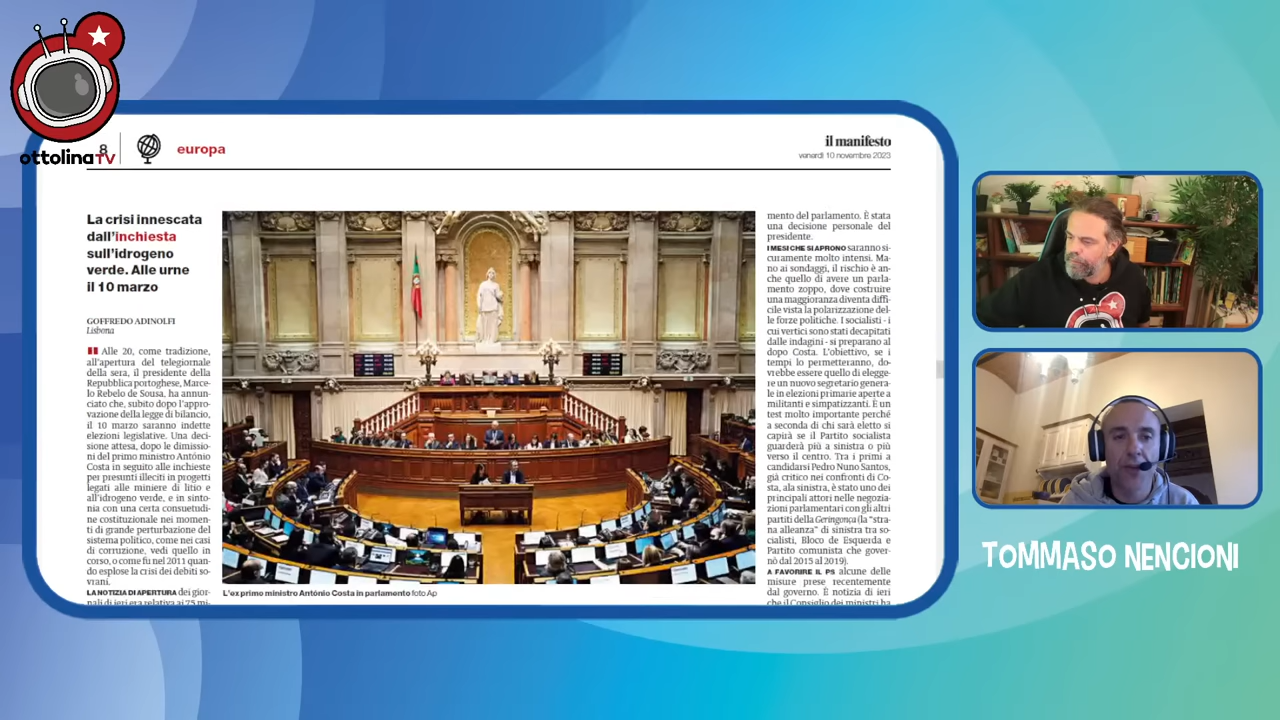 ottolinaTV
8
europa
il manifesto
venerdì 10 novembre 2023
La crisi innescata
dall'inchiesta
sull'idrogeno
verde. Alle urne
il 10 marzo
GOFFREDO ADINOLFI
Lisbona
Alle 20, come tradizione,
all'apertura del telegiornale
della sera, il presidente della
Repubblica portoghese, Marce-
lo Rebelo de Sousa, ha annun-
ciato che, subito dopo l'appro-
vazione della legge di bilancio,
il 10 marzo saranno indette
elezioni legislative. Una deci-
sione attesa, dopo le dimissio-
ni del primo ministro António
Costa in seguito alle inchieste
per presunti illeciti in progetti
legati alle miniere di litio e
all'idrogeno verde, e in sinto-
nia con una certa consuetudi-
ne costituzionale nei momen-
ti di grande perturbazione del
sistema politico, come nei casi
di corruzione, vedi quello in
corso, o come fu nel 2011 quan-
do esplose la crisi dei debiti so-
vrani.
LA NOTIZIA DI APERTURA dei gior-
nali di ieri era relativa ai 75 mi-
L'ex primo ministro António Costa in parlamento foto Ap
mento del parlamento. È stata
una decisione personale del
presidente.
I MESI CHE SI APRONO saranno si-
curamente molto intensi. Ma-
no ai sondaggi, il rischio è an-
che quello di avere un parla-
mento zoppo, dove costruire
una maggioranza diventa diffi-
cile vista la polarizzazione del-
le forze politiche. I socialisti - i
cui vertici sono stati decapitati
dalle indagini - si preparano al
dopo Costa. L'obiettivo, se i
tempi lo permetteranno, do-
vrebbe essere quello di elegge-
re un nuovo segretario genera-
le in elezioni primarie aperte a
militanti e simpatizzanti. È un
test molto importante perché
a seconda di chi sarà eletto si
capirà se il Partito socialista
guarderà più a sinistra o più
verso il centro. Tra i primi a
candidarsi Pedro Nuno Santos,
già critico nei confronti di Co-
sta, ala sinistra, è stato uno dei
principali attori nelle negozia-
zioni parlamentari con gli altri
partiti della Geringonça (la "stra-
na alleanza" di sinistra tra so-
cialisti, Bloco de Esquerda e
Partito comunista che gover-
nò dal 2015 al 2019).
A FAVORIRE IL PS alcune delle
misure prese recentemente
dal governo. È notizia di ieri
che il Consiglio dei ministri ha
TOMMASO NENCIONI